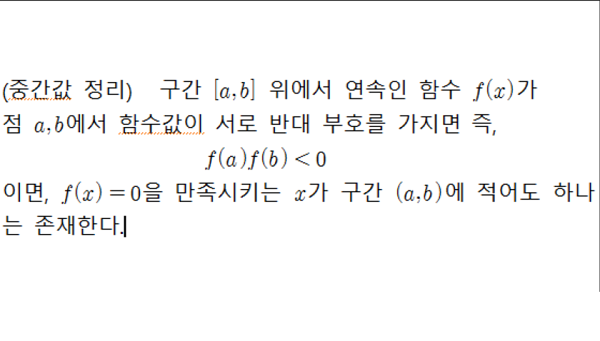 (중간값 정리) 구간 [a,b] 위에서 연속인 함수 f(x)가
점 a,b에서 함수값이 서로 반대 부호를 가지면 즉,
f(a)f(b)<0
이면, f(x)=0을 만족시키는 x가 구간 (a,b)에 적어도 하나
는 존재한다.